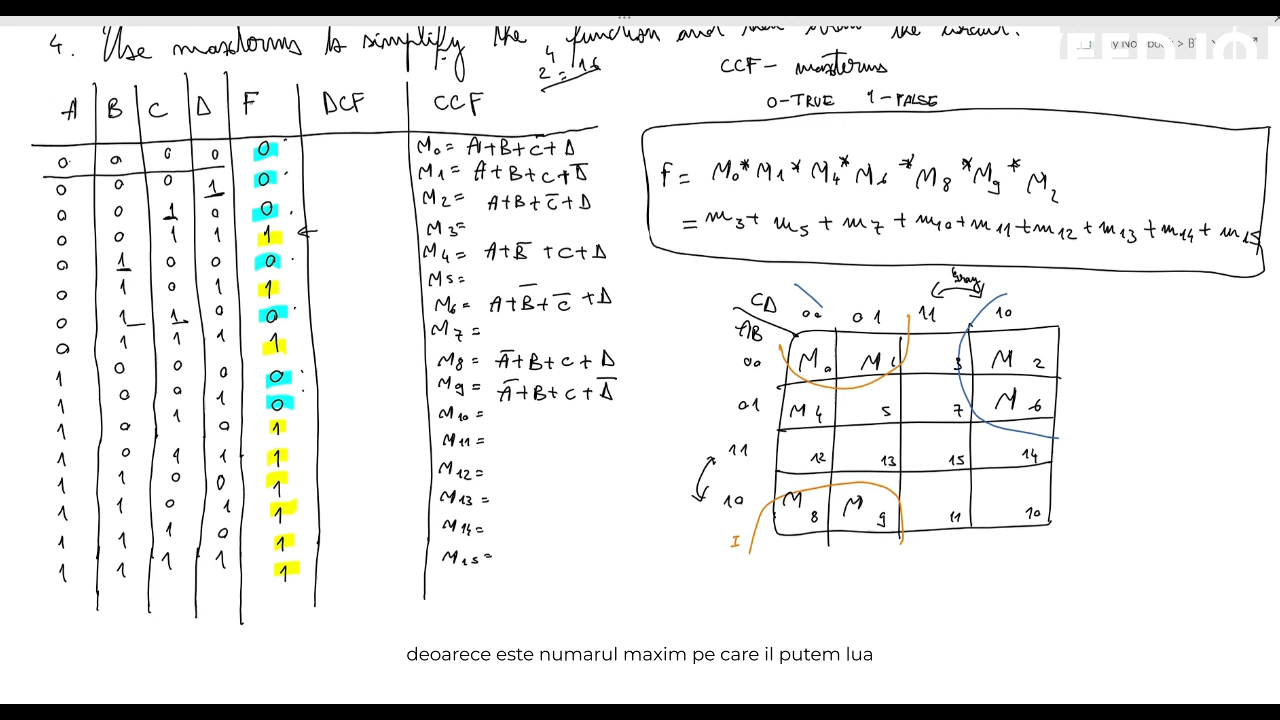 4. Use maxterms to simplify the function and then draw the circuit.
2⁴ = 16
CCF - maxterms
0-TRUE 1-FALSE
A B C D F DCF CCF
0 0 0 0 0 M0 = A+B+C̅+D
0 0 0 1 0 M1 = A+B+C+D̅
0 0 1 0 0 M2 = A+B+C̅+D
0 0 1 1 1 ← M3=
0 1 0 0 0 M4 = A+B̅+C+D
0 1 0 1 1 M5=
0 1 1 0 0 M6 = A+B̅+C̅+D
0 1 1 1 1 M7 =
1 0 0 0 0 M8 = A̅+B+C+D
1 0 0 1 0 M9 = A̅+B+C+D̅
1 0 1 0 1 M10 =
1 0 1 1 1 M11 =
1 1 0 0 1 M12 =
1 1 0 1 1 M13 =
1 1 1 0 1 M14 =
1 1 1 1 1 M15 =
F = M0 * M1 * M4 * M6 * M8 * M9 * M2
= m3 + m5 + m7 + m10 + m11 + m12 + m13 + m14 + m15
Gray
CD 00 01 11 10
AB
00 M0 M1 3 M2
01 M4 5 7 M6
11 12 13 15 14
10 M8 M9 11 10
I
deoarece este numarul maxim pe care il putem lua